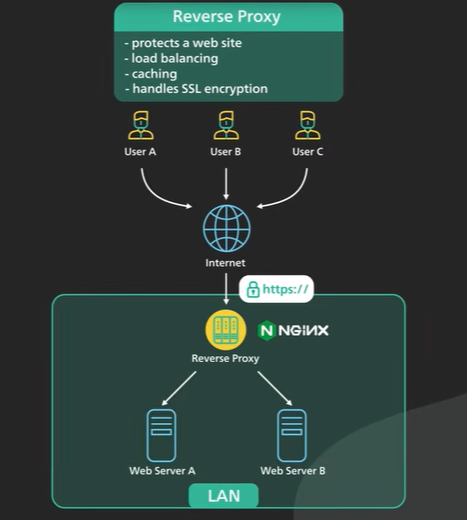 Reverse Proxy
- protects a web site
- load balancing
- caching
- handles SSL encryption
User A
User B
User C
Internet
https://
NGINX
Reverse Proxy
Web Server A
Web Server B
LAN